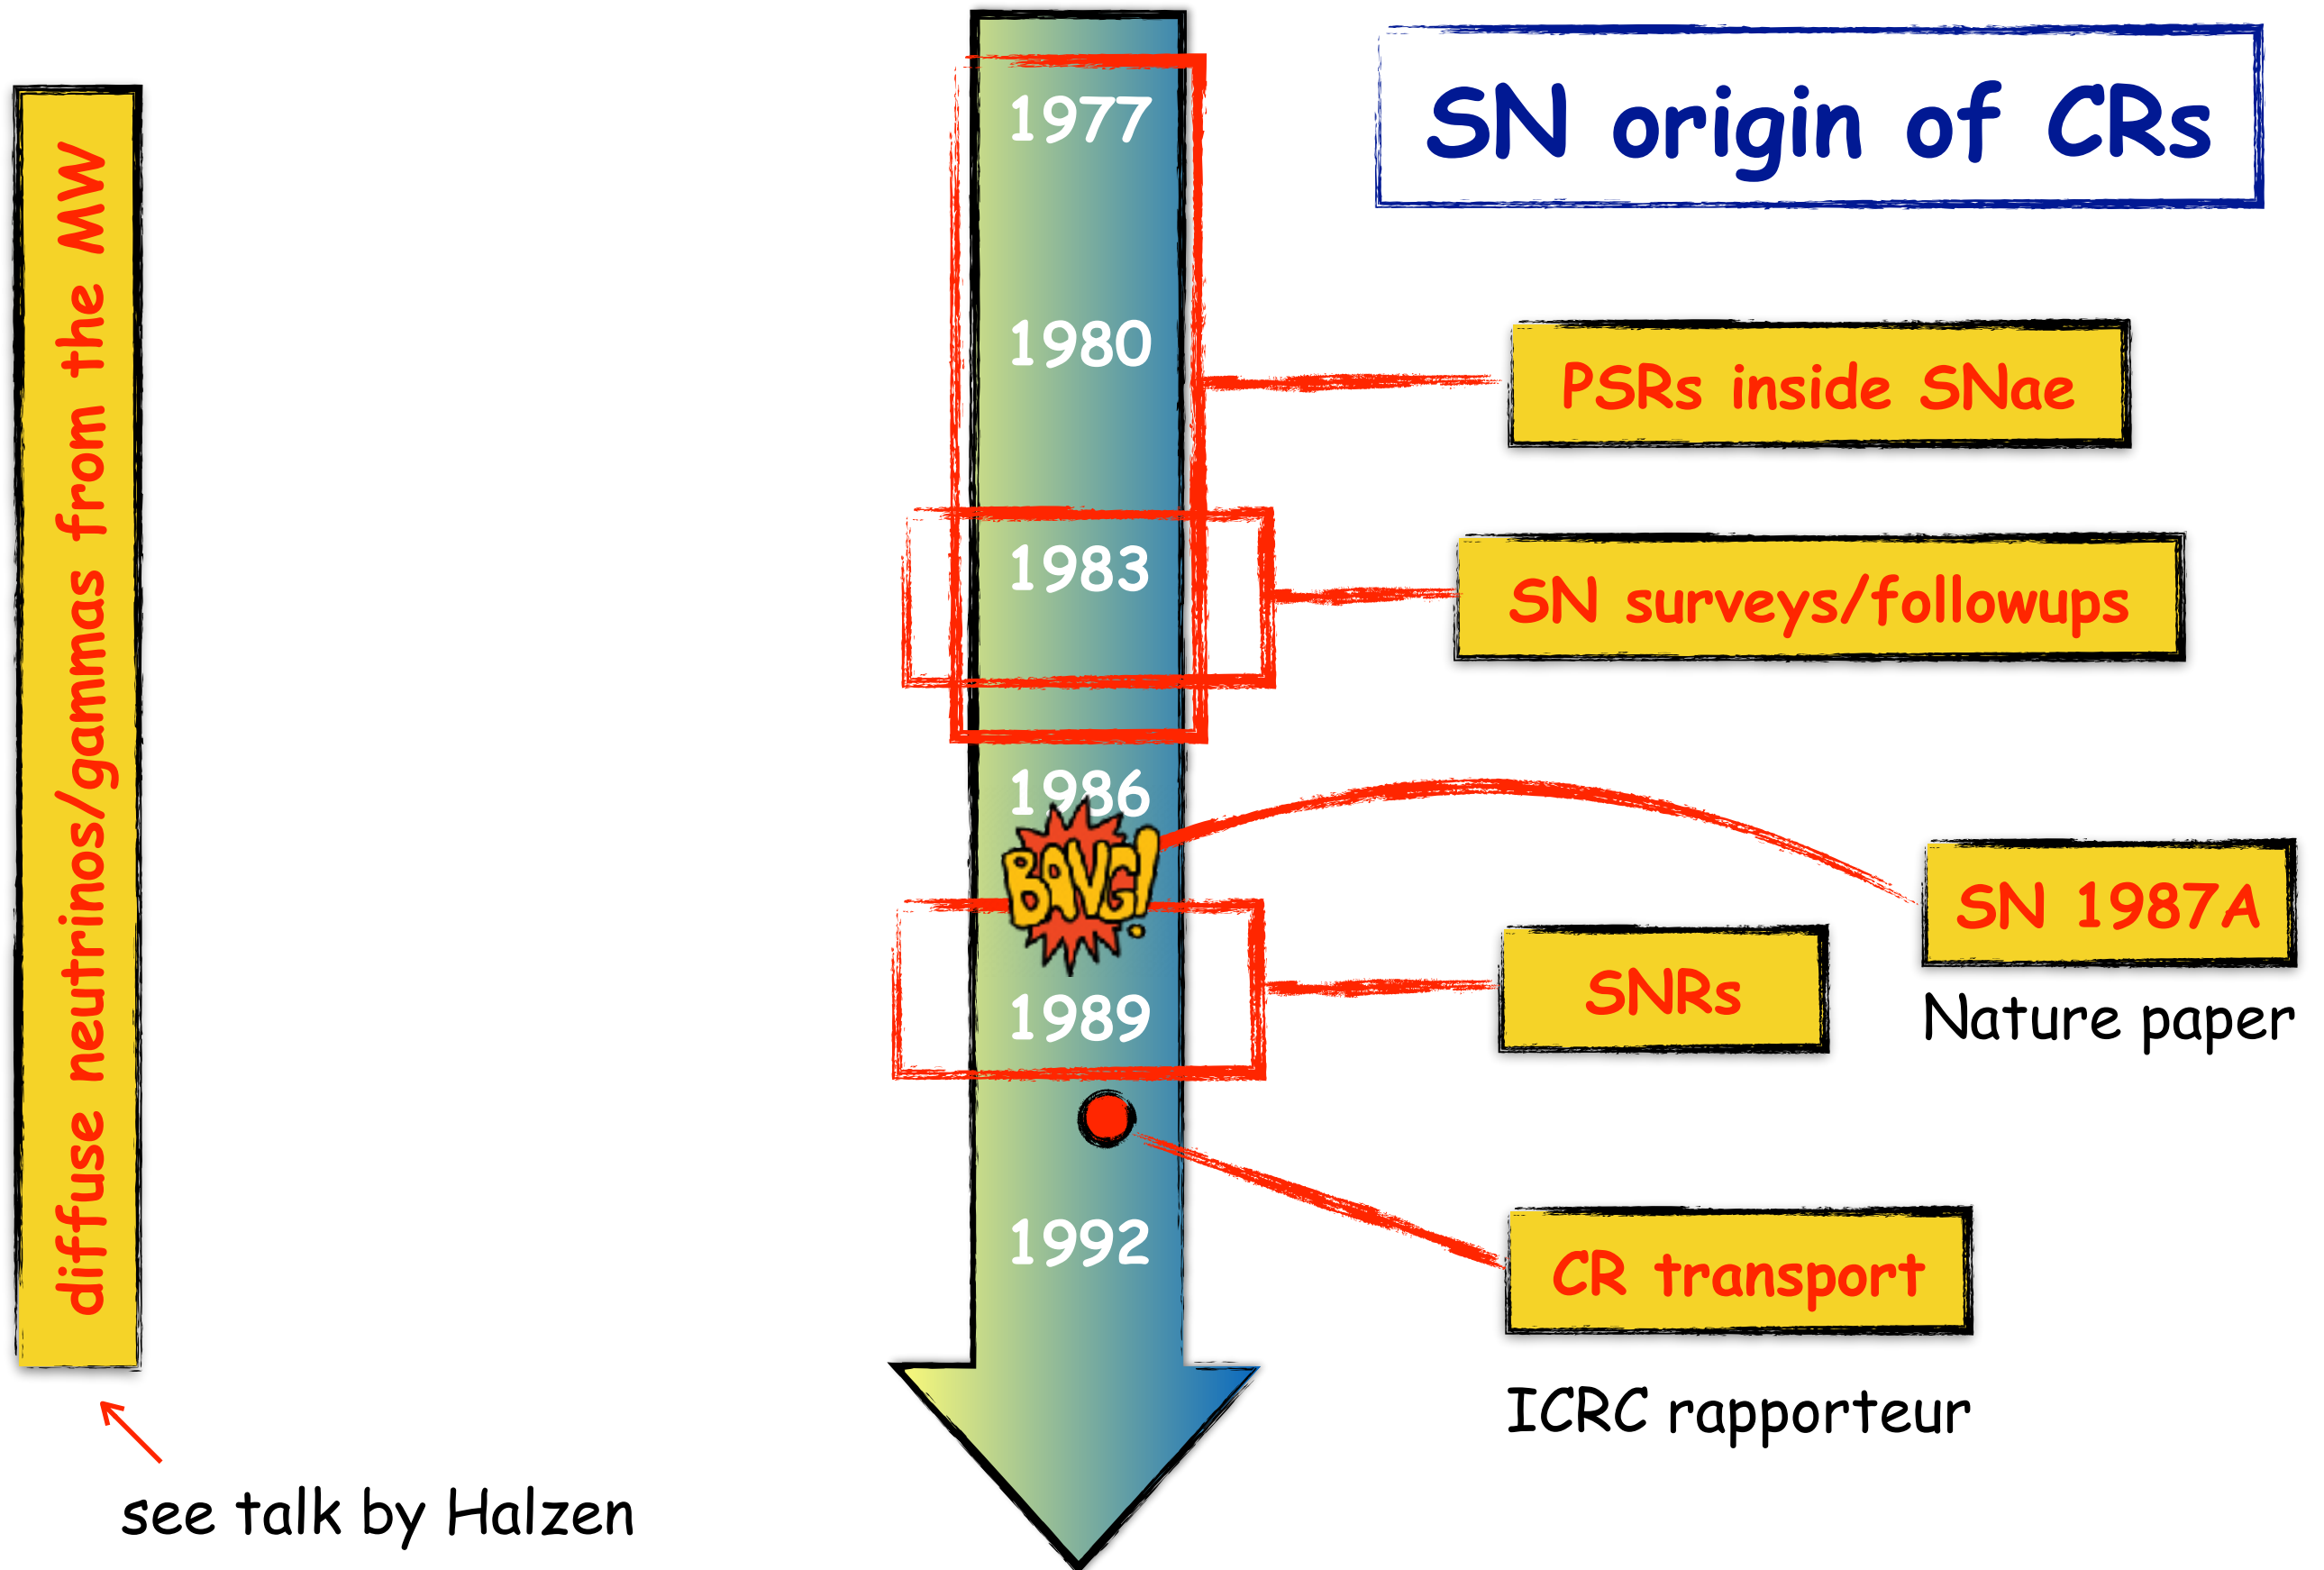 SN origin of CRs
diffuse neutrinos/gammas from the MW
see talk by Halzen
1977
1980
1983
1986
BANG!
1989
1992
PSRs inside SNae
SN surveys/followups
SN 1987A
Nature paper
SNRs
CR transport
ICRC rapporteur